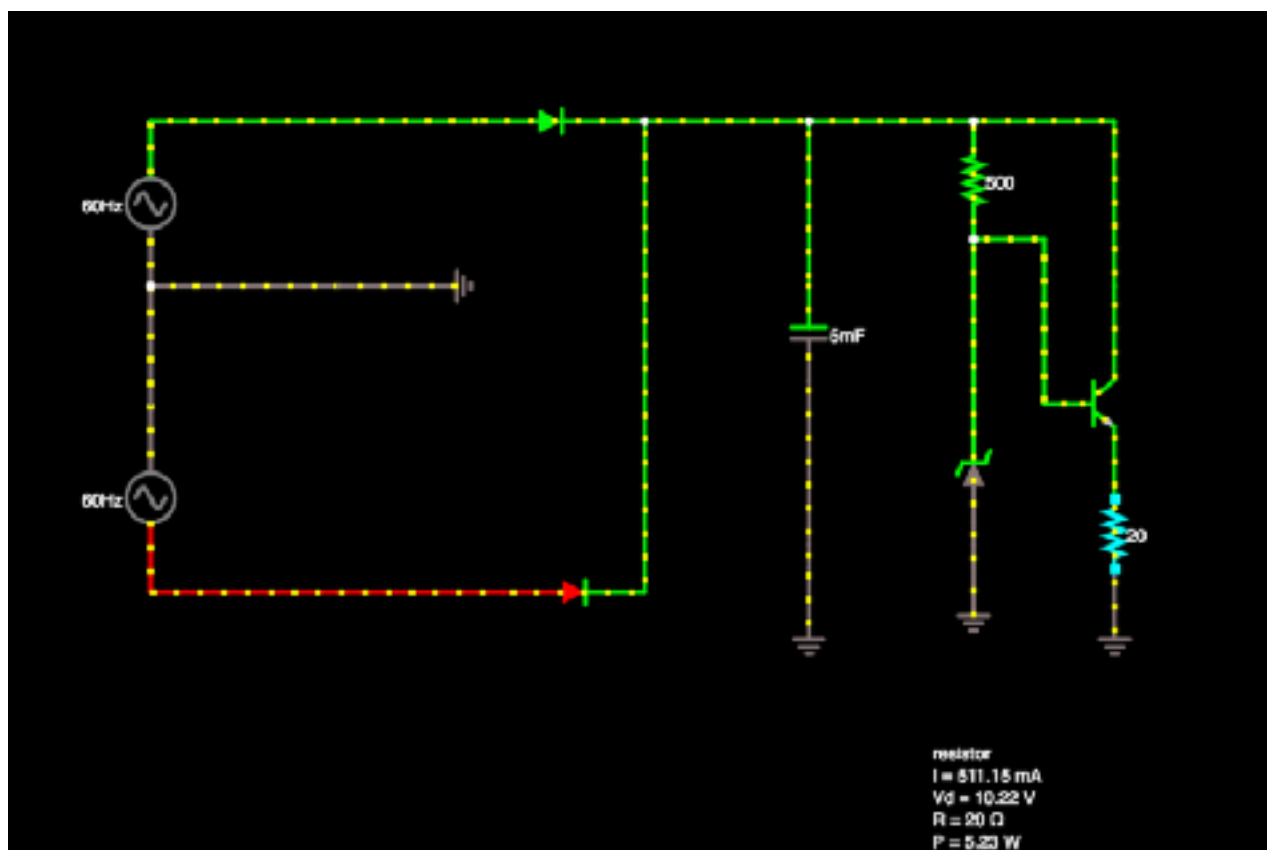 60Hz
500
5mF
60Hz
20
resistor
I = 511.15 mA
Vd = 10.22 V
R = 20 Ω
P = 5.23 W